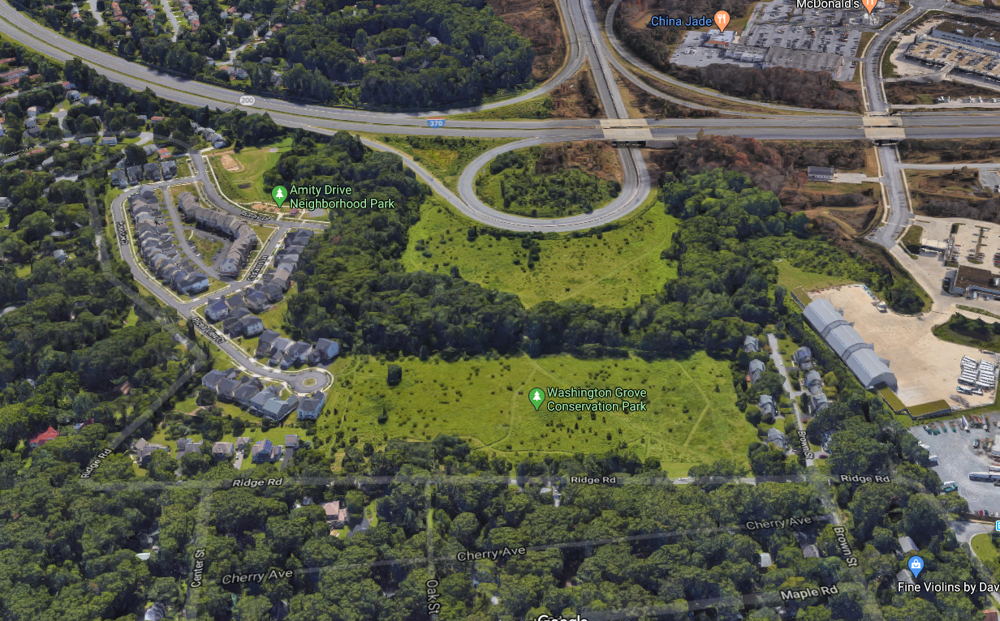 McDonald's
China Jade
200
370
Amity Drive
Neighborhood Park
Washington Grove
Conservation Park
Brown St
Ridge Rd
Ridge Rd
Ridge Rd
Ridge Rd
Cherry Ave
Cherry Ave
Cherry Ave
Center St
Oak St
Brown St
Maple Rd
Fine Violins by Dav
Google